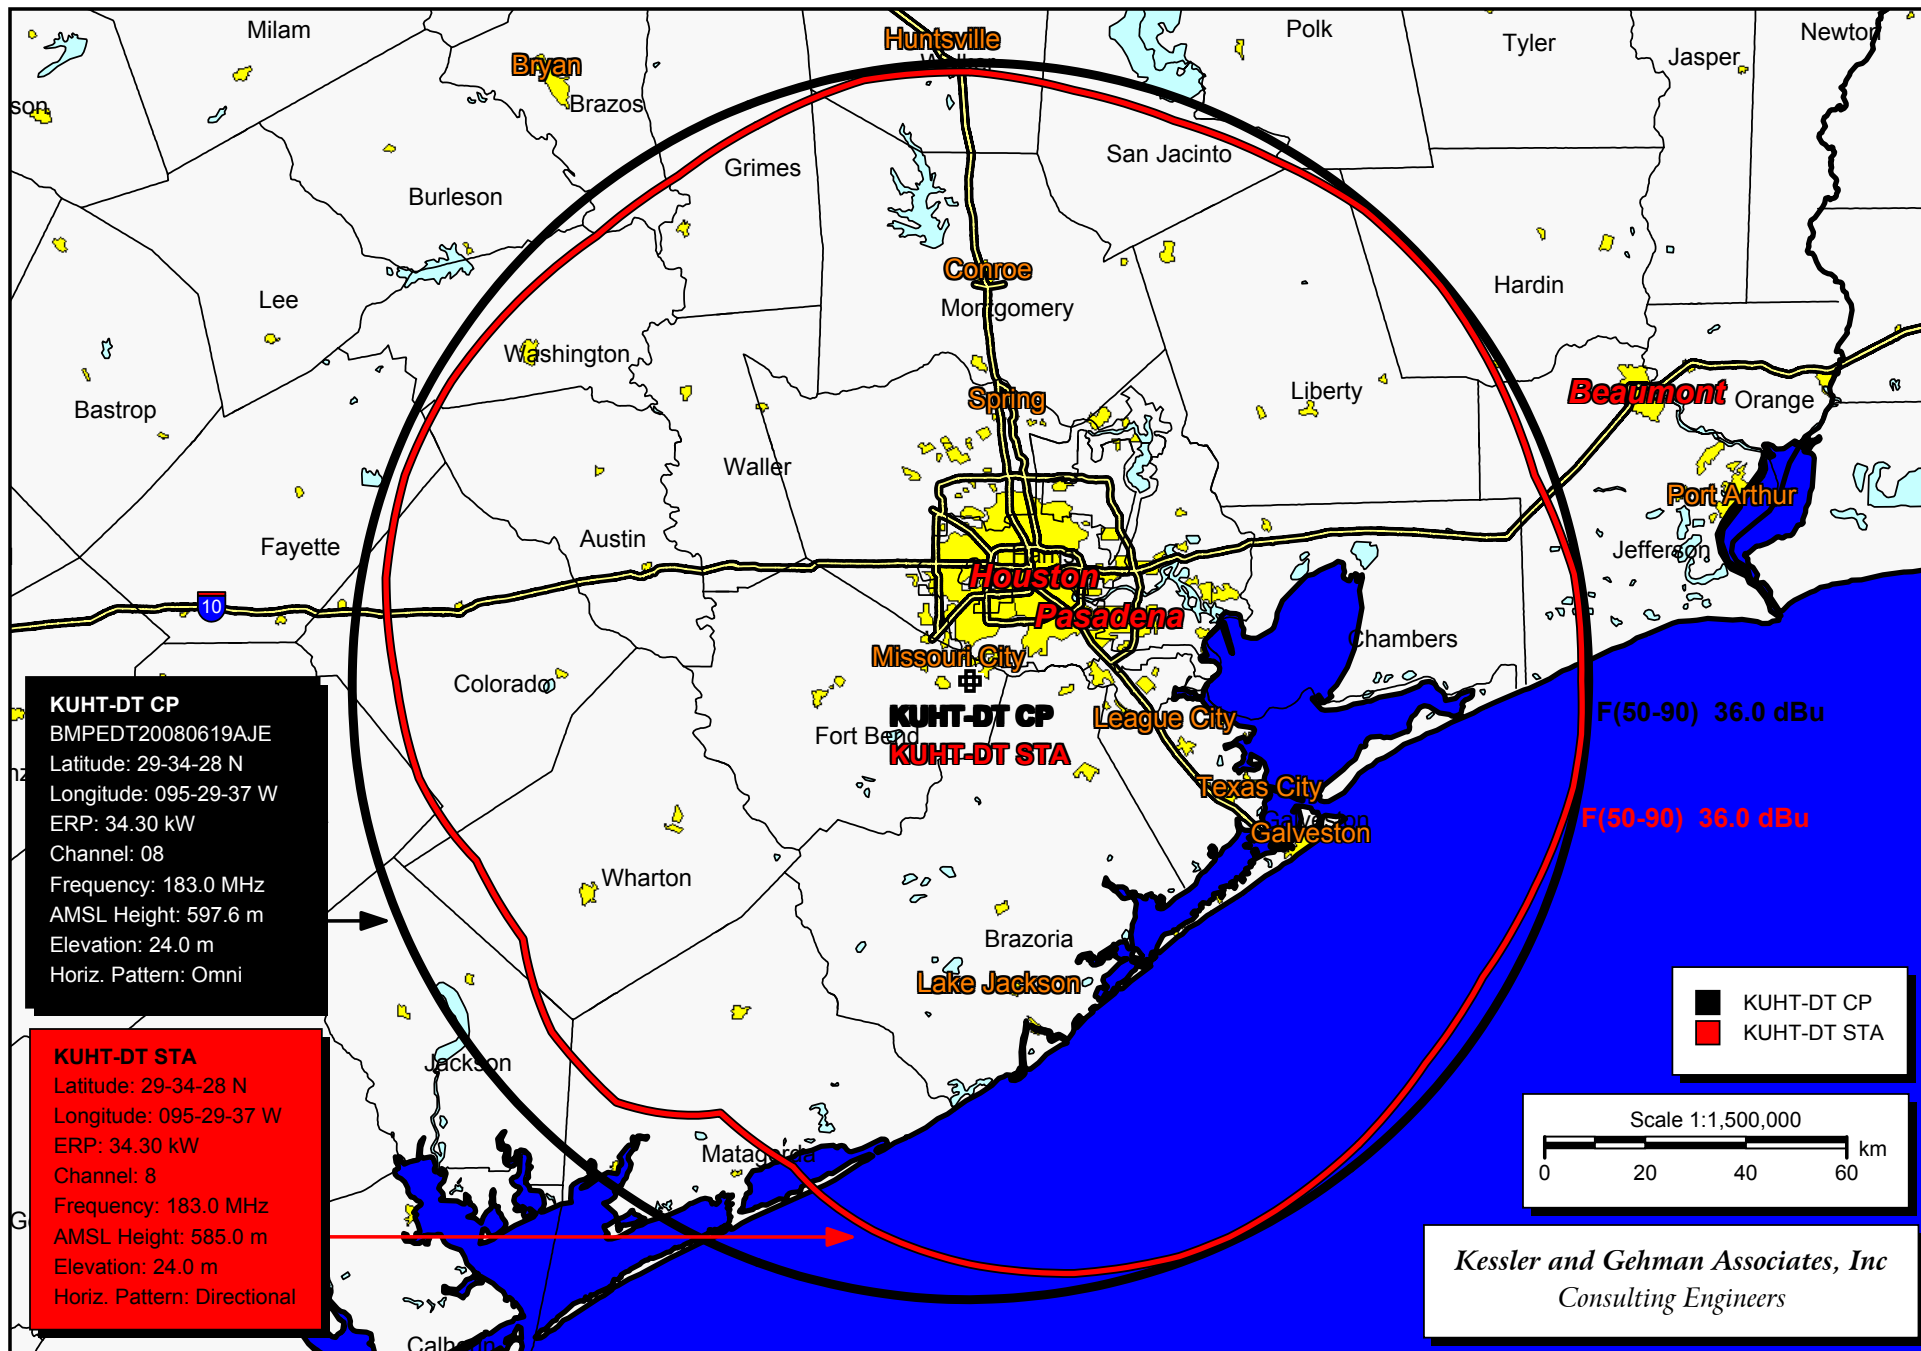 Milam
Huntsville
Polk
Tyler
Newton
Jasper
Bryan
Brazos
son
San Jacinto
Grimes
Burleson
Conroe
Montgomery
Hardin
Lee
Washington
Spring
Liberty
Beaumont
Orange
Bastrop
Waller
Port Arthur
Austin
Fayette
Jefferson
Houston
10
Pasadena
Chambers
Missouri City
Colorado
KUHT-DT CP
League City
F(50-90) 36.0 dBu
Fort Bend
KUHT-DT STA
Texas City
Galveston
Galveston
F(50-90) 36.0 dBu
Wharton
Brazoria
Lake Jackson
Jackson
Matagorda
KUHT-DT CP
BMPEDT20080619AJE
Latitude: 29-34-28 N
Longitude: 095-29-37 W
ERP: 34.30 kW
Channel: 08
Frequency: 183.0 MHz
AMSL Height: 597.6 m
Elevation: 24.0 m
Horiz. Pattern: Omni
KUHT-DT STA
Latitude: 29-34-28 N
Longitude: 095-29-37 W
ERP: 34.30 kW
Channel: 8
Frequency: 183.0 MHz
AMSL Height: 585.0 m
Elevation: 24.0 m
Horiz. Pattern: Directional
KUHT-DT CP
KUHT-DT STA
Scale 1:1,500,000
km
0 20 40 60
Kessler and Gehman Associates, Inc
Consulting Engineers